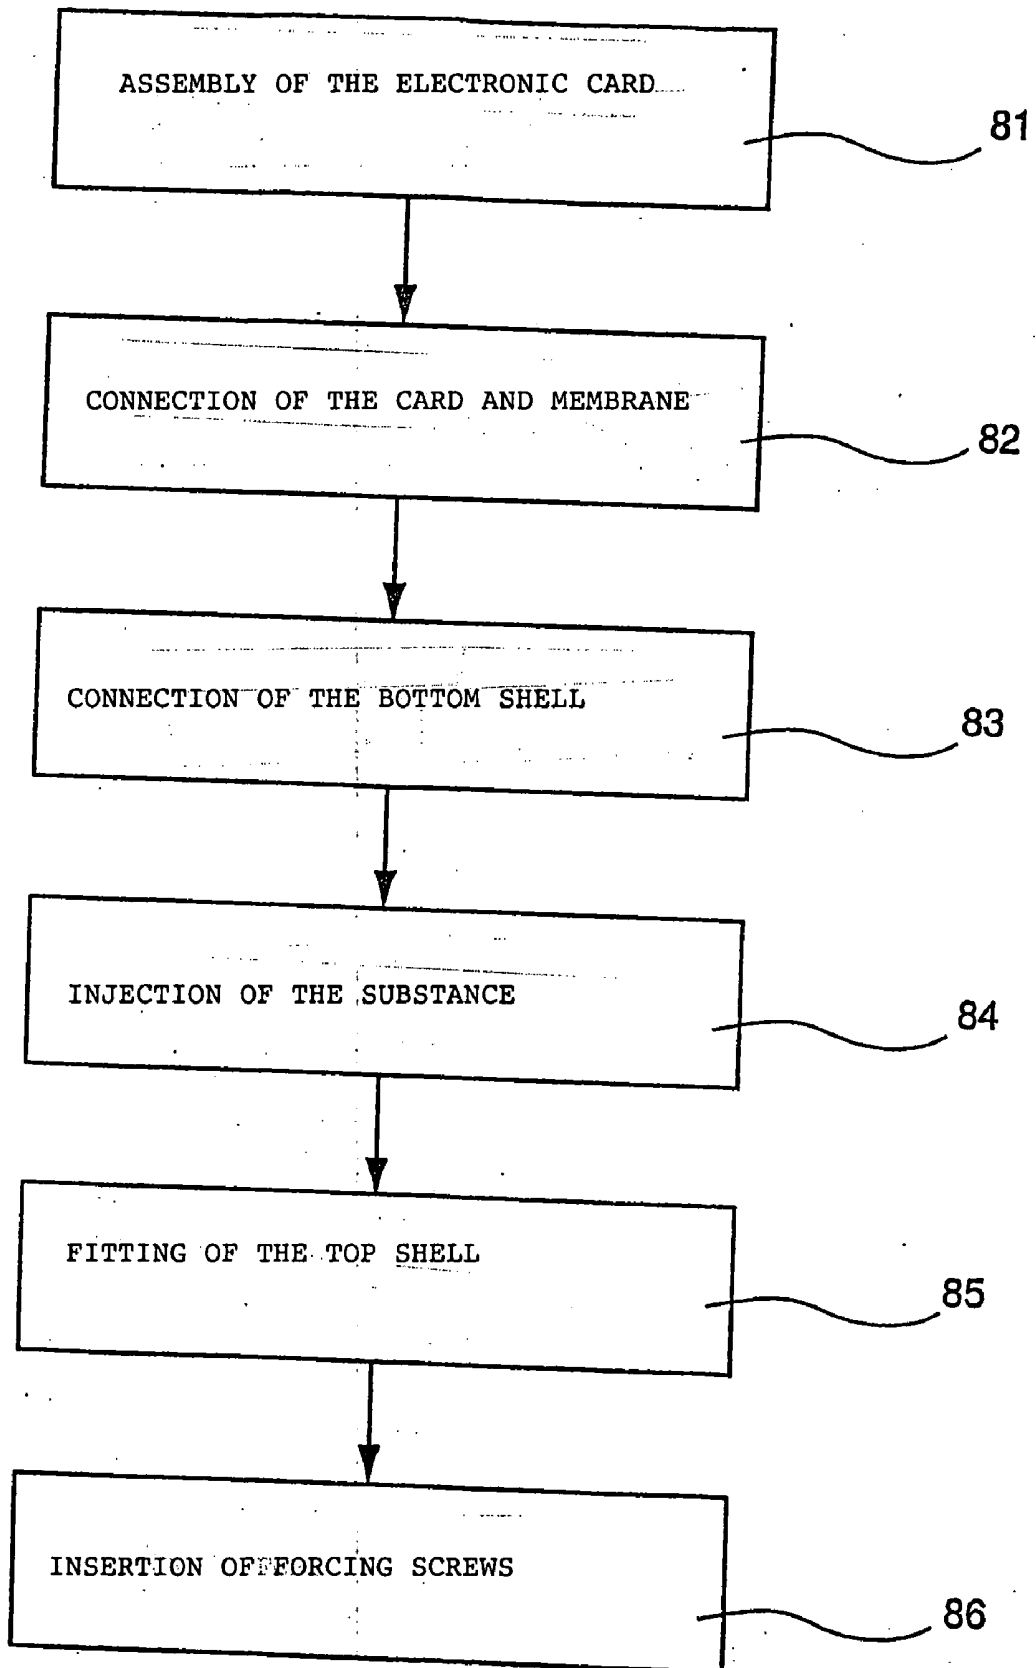 ASSEMBLY OF THE ELECTRONIC CARD
81
CONNECTION OF THE CARD AND MEMBRANE
82
CONNECTION OF THE BOTTOM SHELL
83
INJECTION OF THE SUBSTANCE
84
FITTING OF THE TOP SHELL
85
INSERTION OF FORCING SCREWS
86